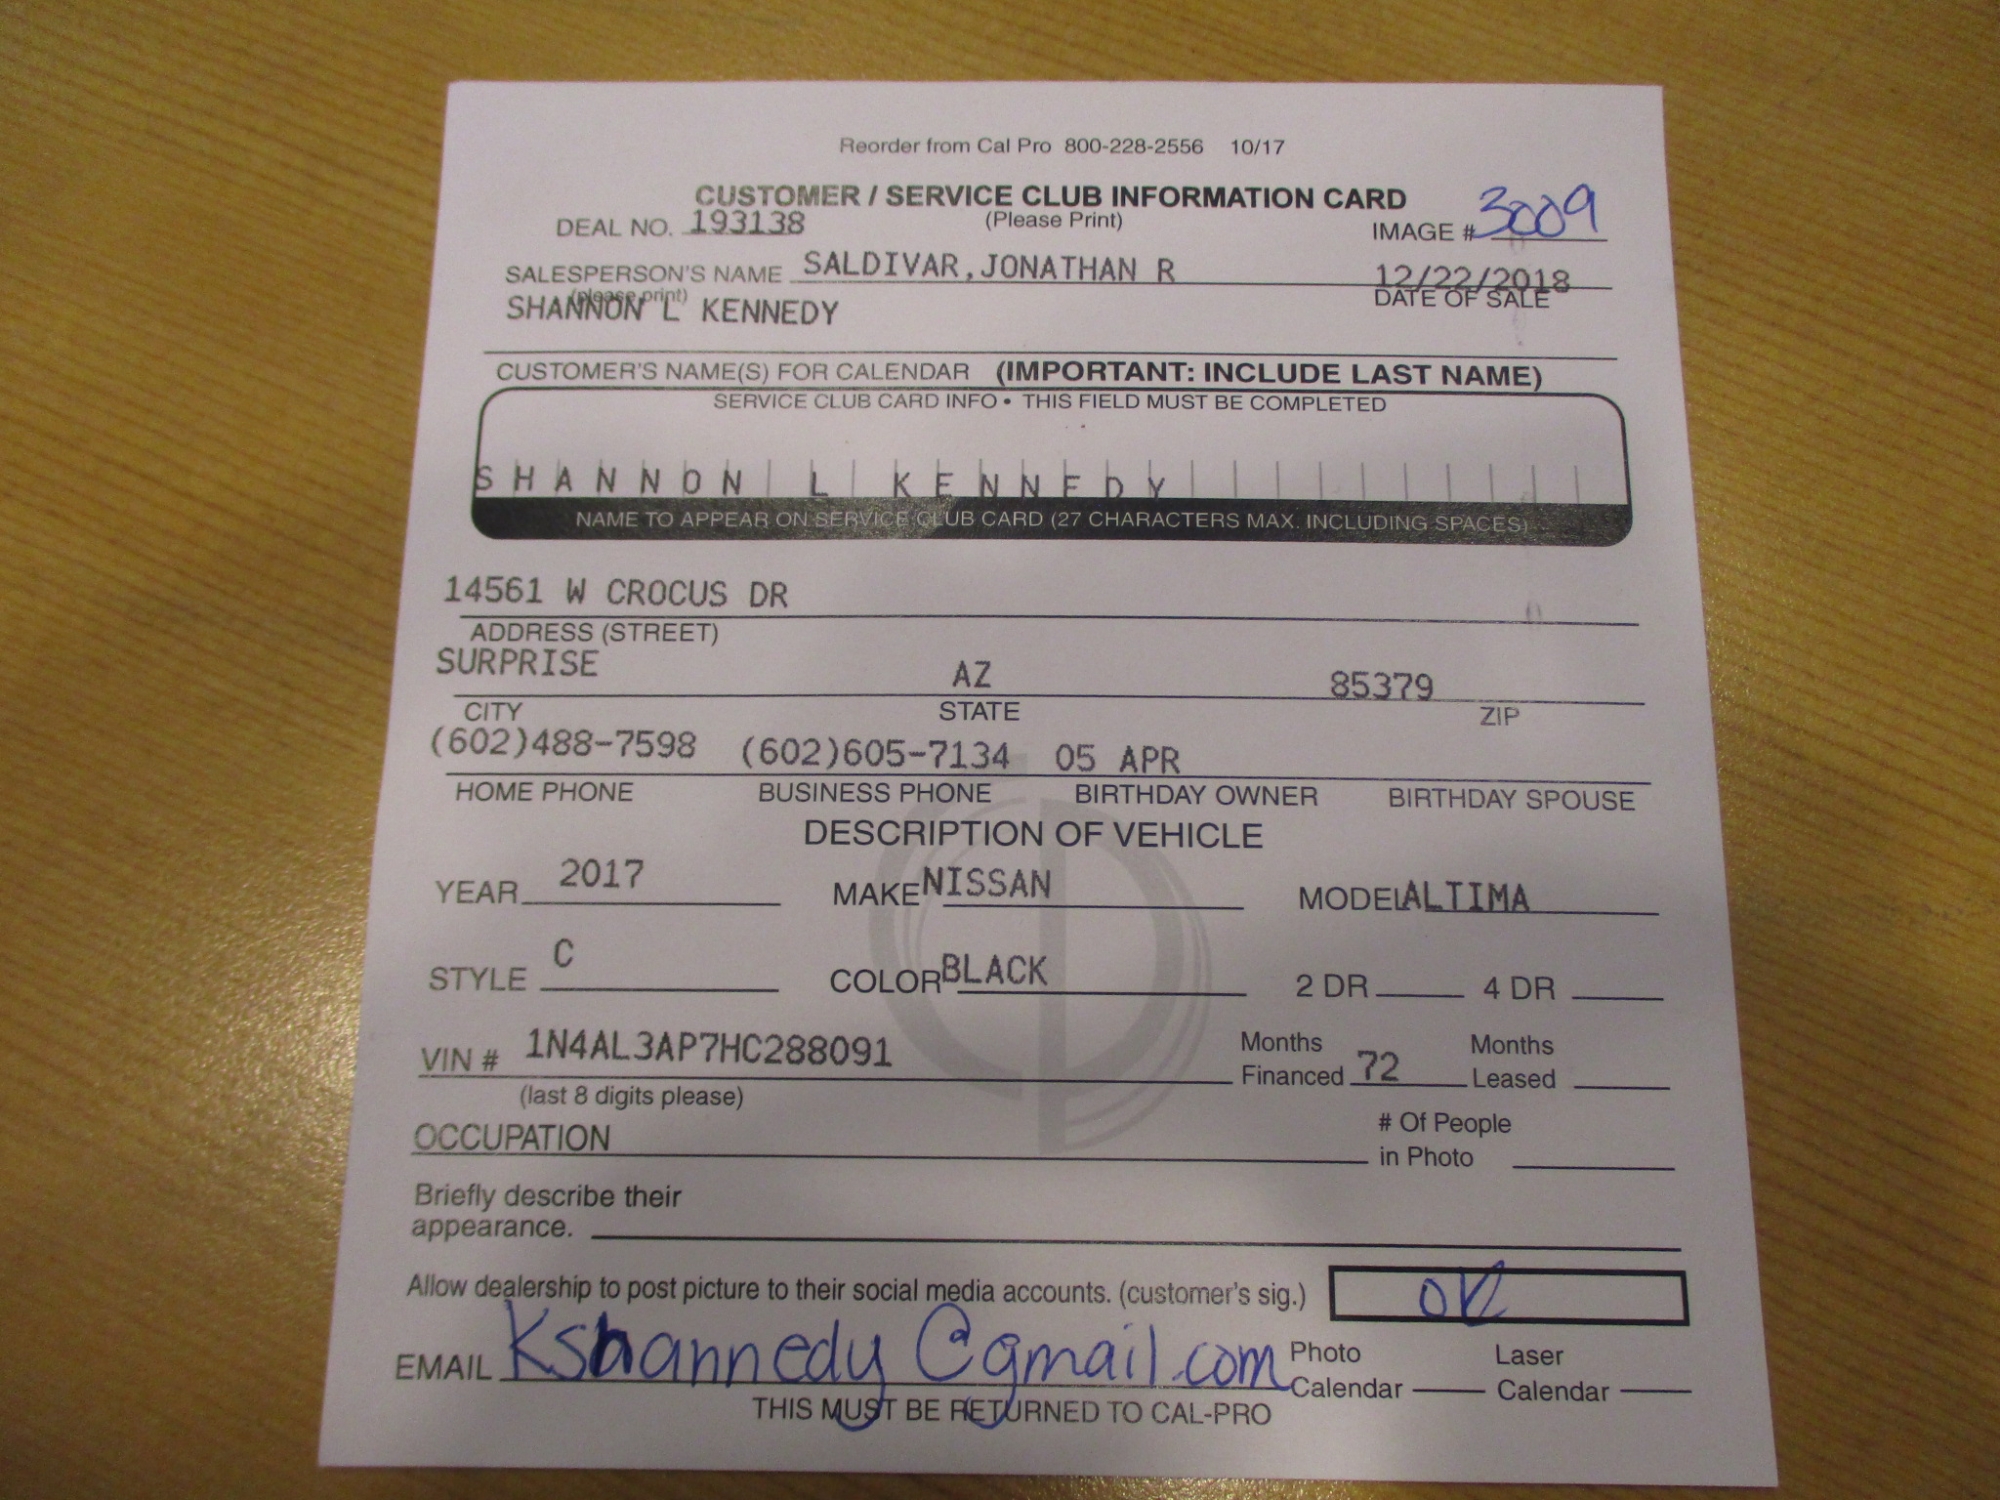 Reorder from Cal Pro 800-228-2556 10/17
CUSTOMER / SERVICE CLUB INFORMATION CARD
DEAL NO. 193138 (Please Print) IMAGE # 3009
SALESPERSON'S NAME SALDIVAR,JONATHAN R 12/22/2018
(please print) DATE OF SALE
SHANNON L KENNEDY
CUSTOMER'S NAME(S) FOR CALENDAR (IMPORTANT: INCLUDE LAST NAME)
SERVICE CLUB CARD INFO • THIS FIELD MUST BE COMPLETED
SHANNON L KENNEDY
NAME TO APPEAR ON SERVICE CLUB CARD (27 CHARACTERS MAX. INCLUDING SPACES)
14561 W CROCUS DR
ADDRESS (STREET)
SURPRISE AZ 85379
CITY STATE ZIP
(602)488-7598 (602)605-7134 05 APR
HOME PHONE BUSINESS PHONE BIRTHDAY OWNER BIRTHDAY SPOUSE
DESCRIPTION OF VEHICLE
YEAR 2017 MAKE NISSAN MODEL ALTIMA
STYLE C COLOR BLACK 2 DR 4 DR
VIN # 1N4AL3AP7HC288091 Months Financed 72 Months Leased
(last 8 digits please)
OCCUPATION # Of People in Photo
Briefly describe their
appearance.
Allow dealership to post picture to their social media accounts. (customer's sig.) OK
EMAIL Kshannedy@gmail.com Photo Calendar Laser Calendar
THIS MUST BE RETURNED TO CAL-PRO